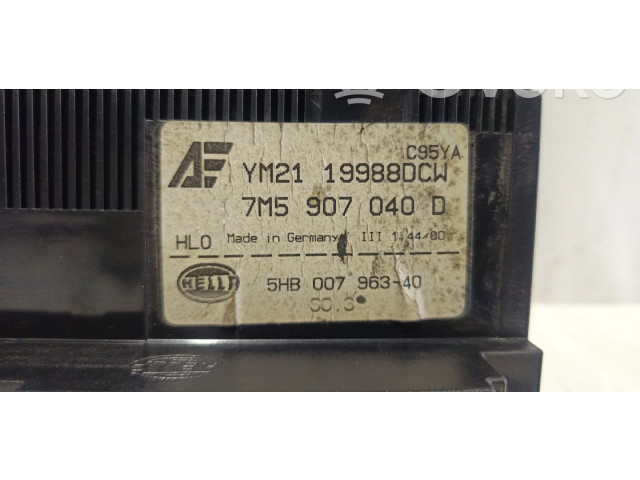 C95YA
AF YM21 19988DCW
7M5 907 040 D
HLO Made in Germany III 1 44/00
HELLA 5HB 007 963-40